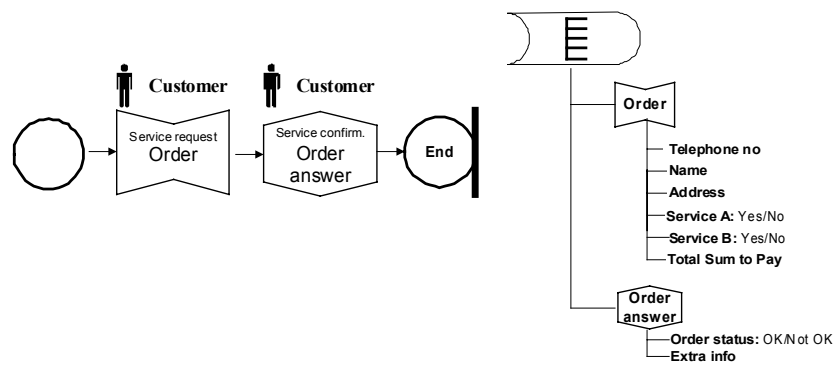 Customer
Customer
Service request
Order
Service confirm.
Order
answer
End
Order
Telephone no
Name
Address
Service A: Yes/No
Service B: Yes/No
Total Sum to Pay
Order
answer
Order status: OK/Not OK
Extra info